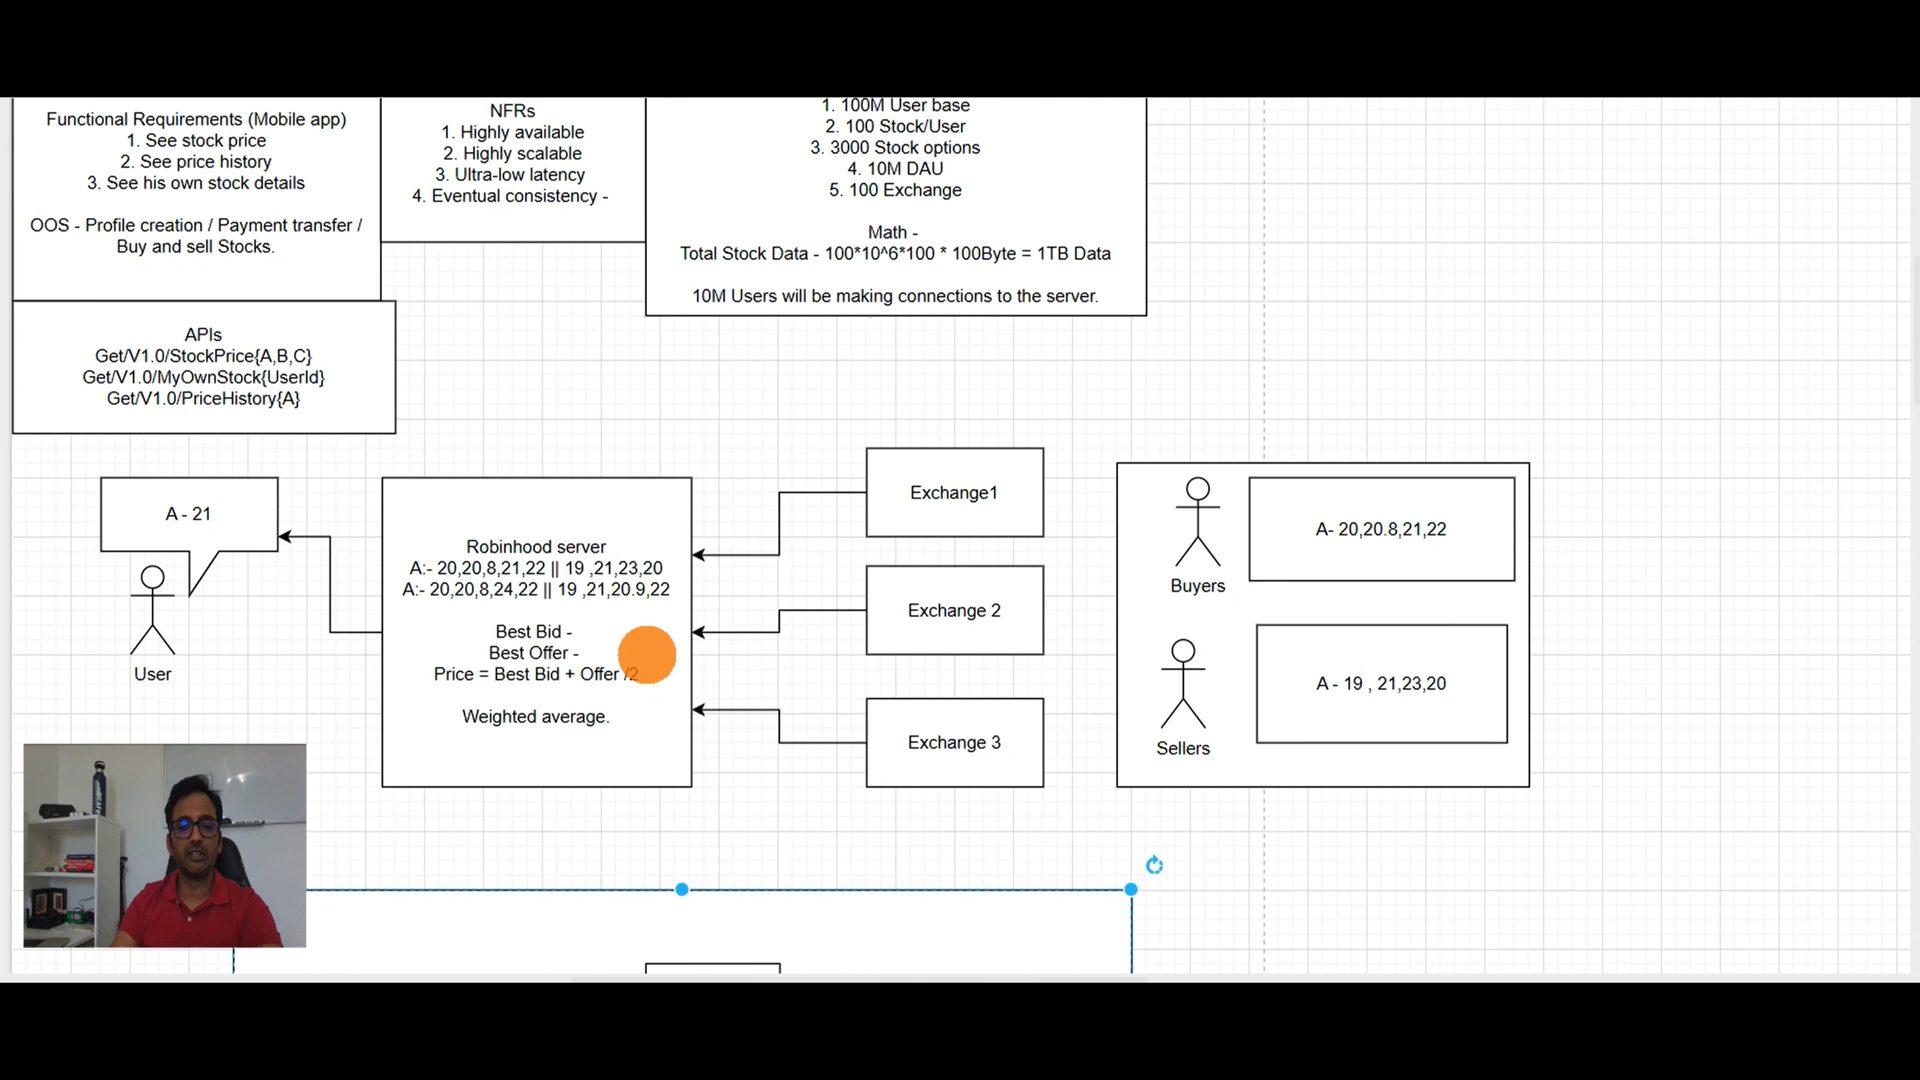 Functional Requirements (Mobile app)
1. See stock price
2. See price history
3. See his own stock details
OOS - Profile creation / Payment transfer /
Buy and sell Stocks.
NFRs
1. Highly available
2. Highly scalable
3. Ultra-low latency
4. Eventual consistency -
1. 100M User base
2. 100 Stock/User
3. 3000 Stock options
4. 10M DAU
5. 100 Exchange
Math -
Total Stock Data - 100*10^6*100 * 100Byte = 1TB Data
10M Users will be making connections to the server.
APIs
Get/V1.0/StockPrice{A,B,C}
Get/V1.0/MyOwnStock{UserId}
Get/V1.0/PriceHistory{A}
A - 21
User
Robinhood server
A:- 20,20,8,21,22 || 19 ,21,23,20
A:- 20,20,8,24,22 || 19 ,21,20.9,22
Best Bid -
Best Offer -
Price = Best Bid + Offer /2
Weighted average.
Exchange1
Exchange 2
Exchange 3
Buyers
A- 20,20.8,21,22
Sellers
A - 19 , 21,23,20